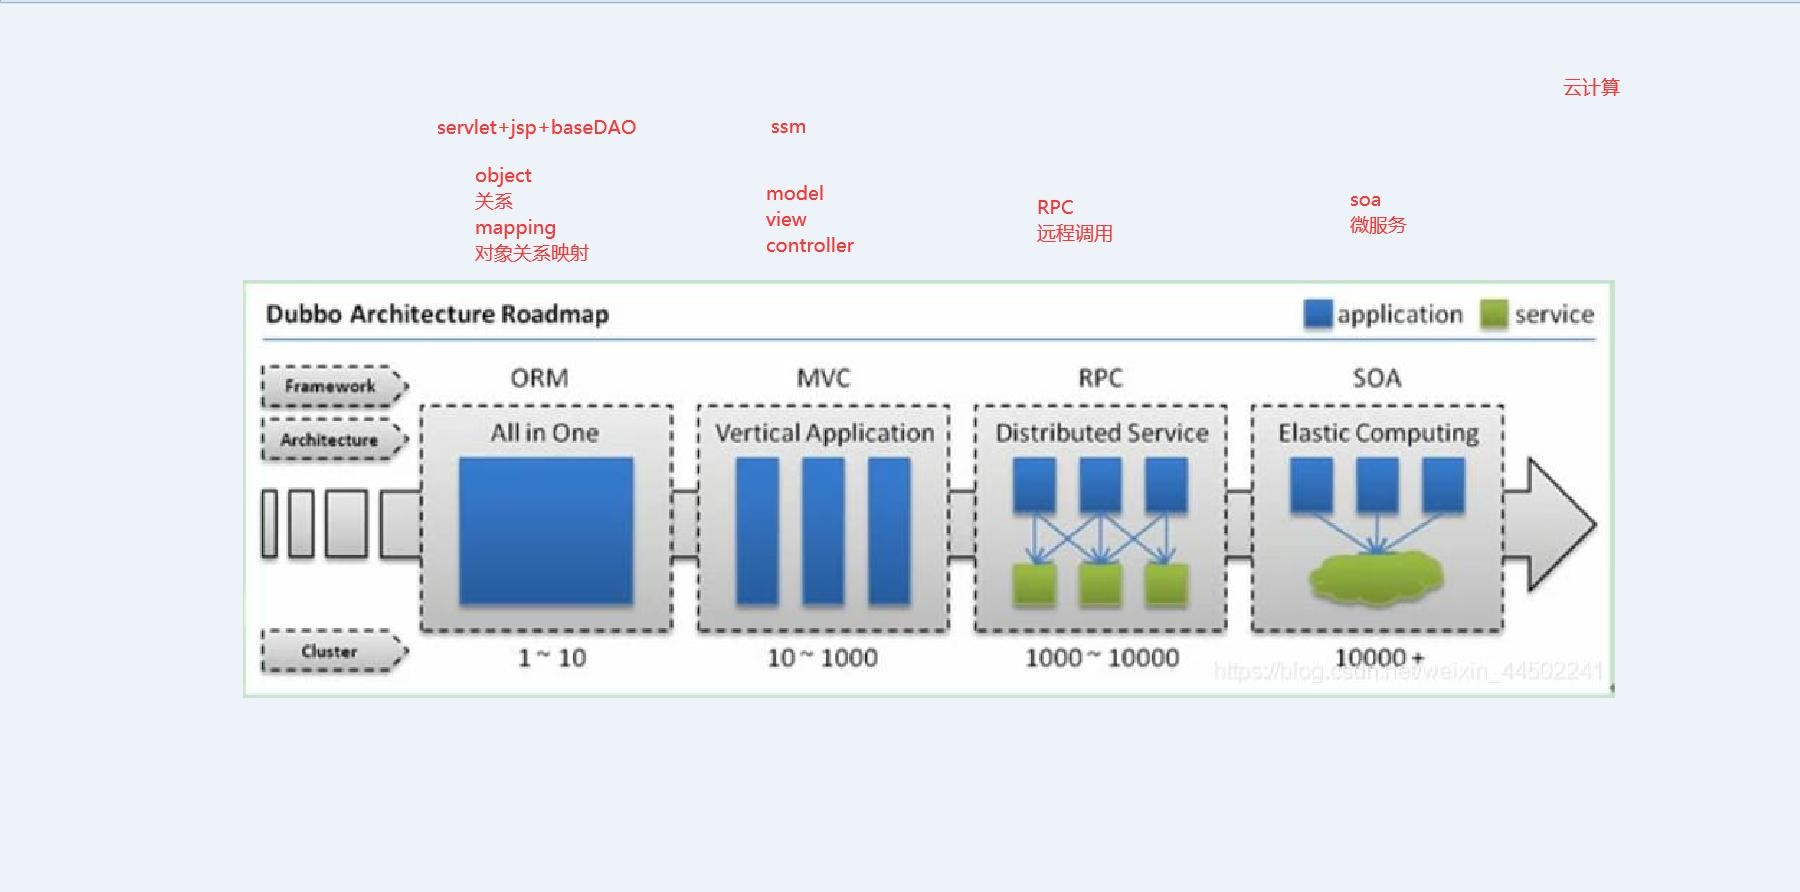 云计算
servlet+jsp+baseDAO
ssm
object
关系
mapping
对象关系映射
model
view
controller
RPC
远程调用
soa
微服务
Dubbo Architecture Roadmap
application
service
Framework
ORM
MVC
RPC
SOA
Architecture
All in One
Vertical Application
Distributed Service
Elastic Computing
Cluster
1 ~ 10
10 ~ 1000
1000 ~ 10000
10000 +
https://blog.csdn.net/weixin_44502241